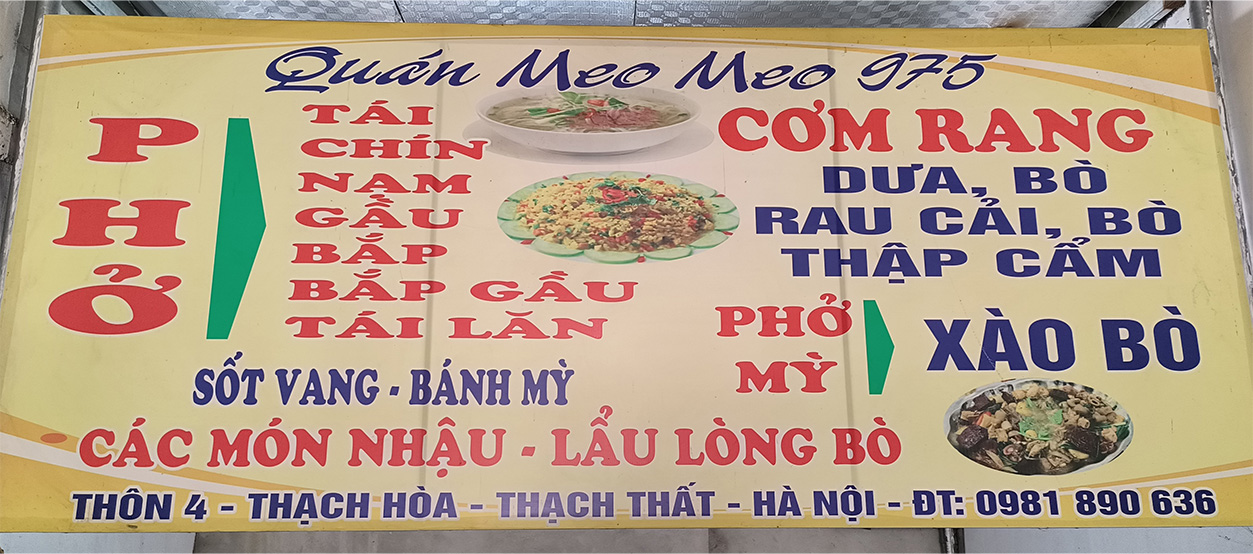 Quán Meo Meo 975
PHỞ
TÁI
CHÍN
NẠM
GẦU
BẮP
BẮP GẦU
TÁI LĂN
CƠM RANG
DƯA, BÒ
RAU CẢI, BÒ
THẬP CẨM
PHỞ
MỲ
XÀO BÒ
SỐT VANG - BÁNH MỲ
CÁC MÓN NHẬU - LẨU LÒNG BÒ
THÔN 4 - THẠCH HÒA - THẠCH THẤT - HÀ NỘI - ĐT: 0981 890 636